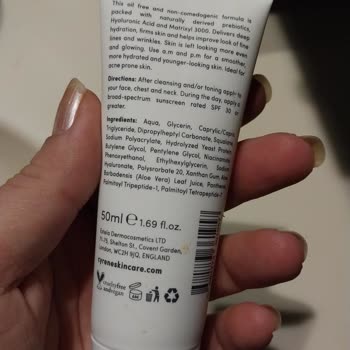 This oil free and non-comedogenic formula is
packed with naturally derived prebiotics,
Hyaluronic Acid and Matrixyl 3000. Delivers deep
hydration, firms skin and helps improve look of fine
lines and wrinkles. Skin is left looking more even
and glowing. Use a.m and p.m for a smoother,
more hydrated and younger-looking skin. Ideal for
acne prone skin.
Directions: After cleansing and/or toning apply to
your face, chest and neck. During the day, apply a
broad-spectrum sunscreen rated SPF 30 or
greater.
Ingredients: Aqua, Glycerin, Caprylic/Capric
Triglyceride, Dipropylheptyl Carbonate, Squalane,
Sodium Polyacrylate, Hydrolyzed Yeast Protein,
Butylene Glycol, Pentylene Glycol, Niacinamide,
Phenoxyethanol, Ethylhexylglycerin, Sodium
Hyaluronate, Polysorbate 20, Xanthan Gum, Aloe
Barbadensis (Aloe Vera) Leaf Juice, Panthenol,
Palmitoyl Tripeptide-1, Palmitoyl Tetrapeptide-7
50ml ℮ 1.69 fl.oz.
Dermocosmetics LTD
71-75, Shelton St., Covent Garden,
London, WC2H 9JQ, ENGLAND
cyreneskincare.com
crueltyfree
andvegan